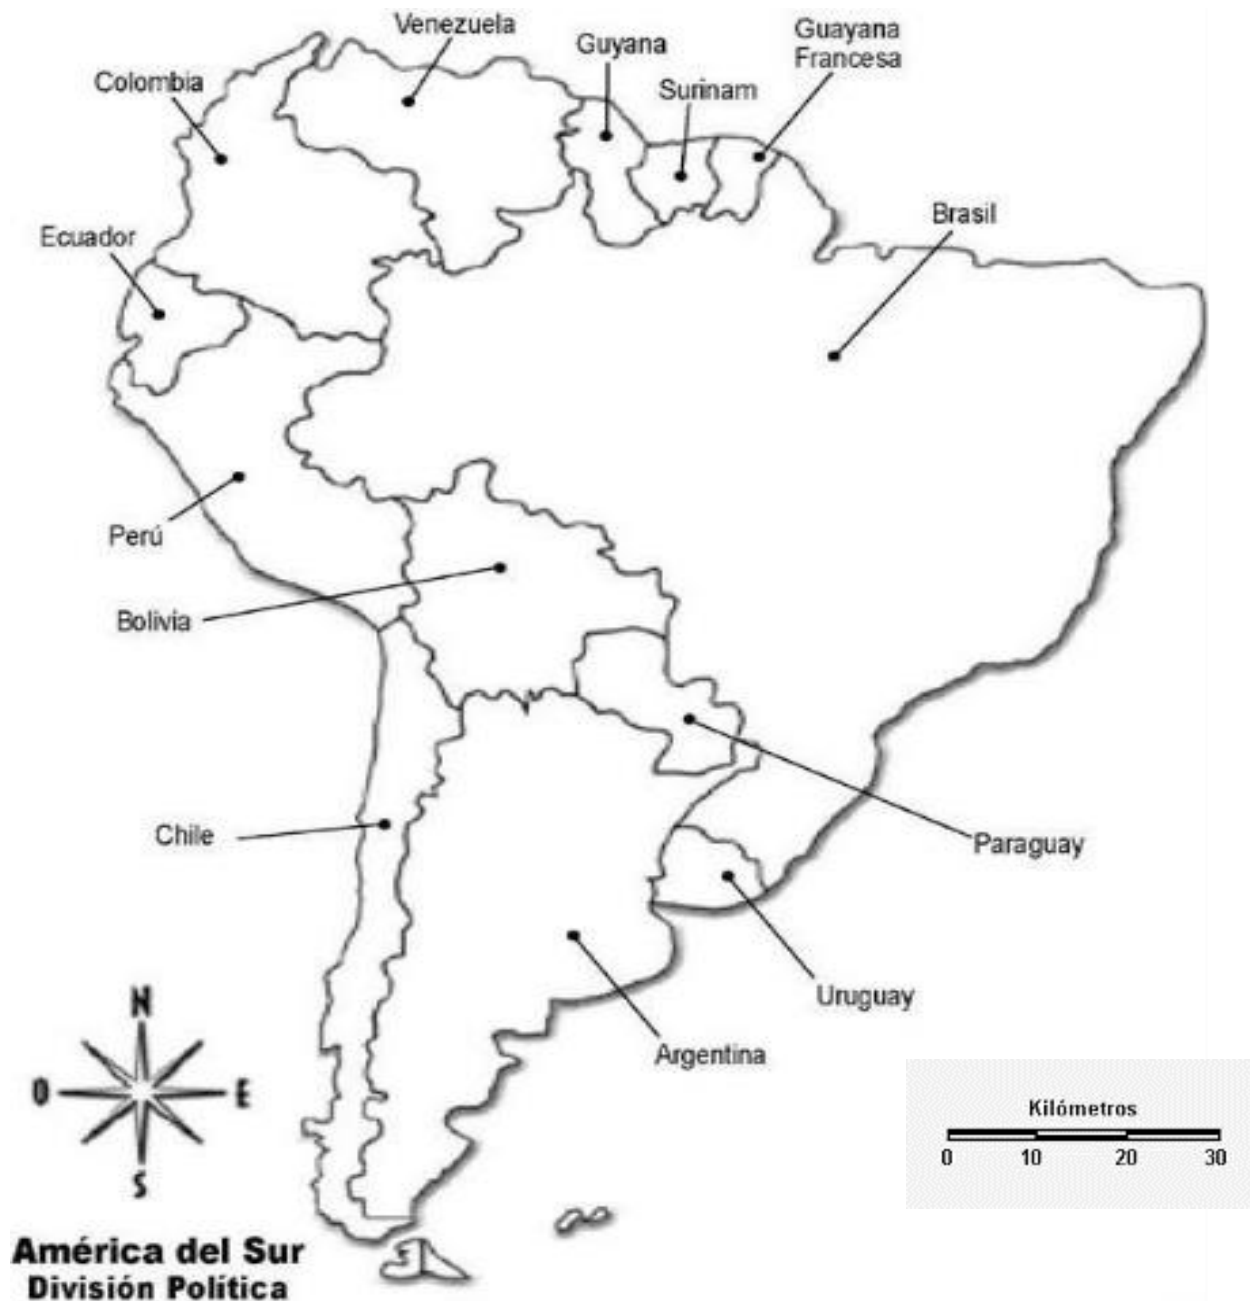 Venezuela
Guyana
Guayana
Francesa
Colombia
Surinam
Brasil
Ecuador
Perú
Bolivia
Chile
Paraguay
Uruguay
Argentina
N
O
E
S
Kilómetros
0 10 20 30
América del Sur
División Política